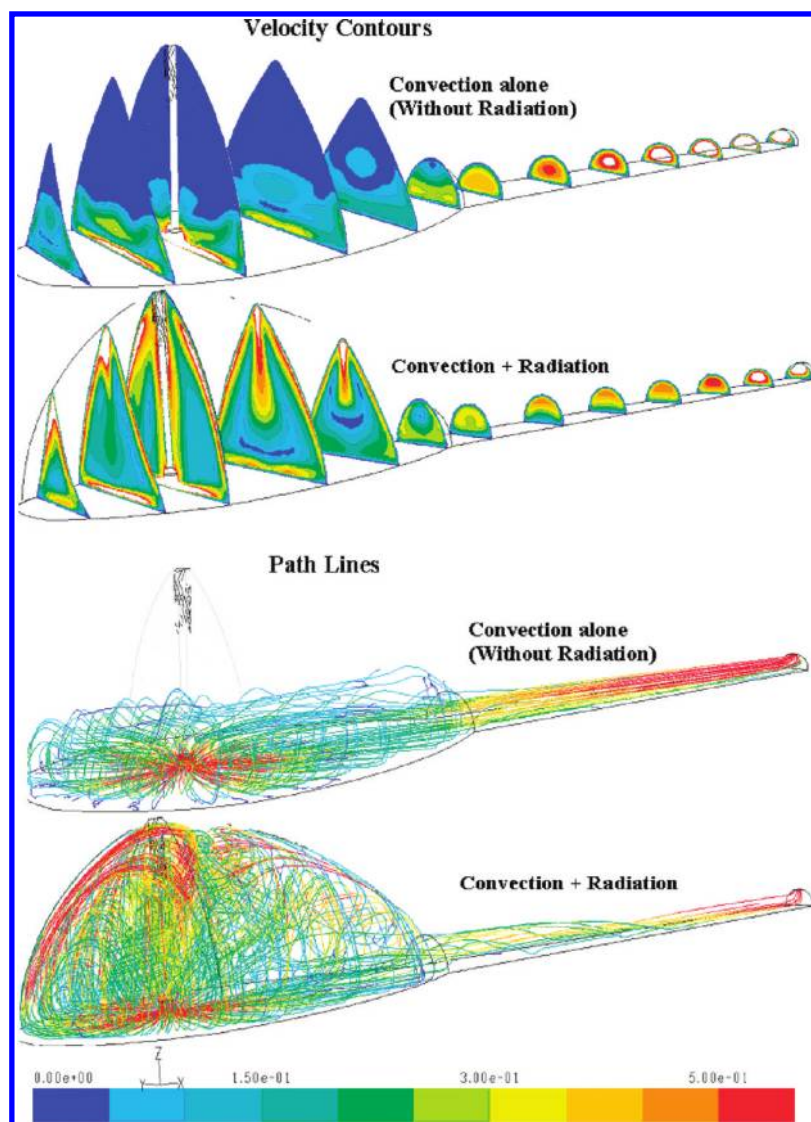 Velocity Contours
Convection alone
(Without Radiation)
Convection + Radiation
Path Lines
Convection alone
(Without Radiation)
Convection + Radiation
Z
Y X
0.00e+00 1.50e-01 3.00e-01 5.00e-01